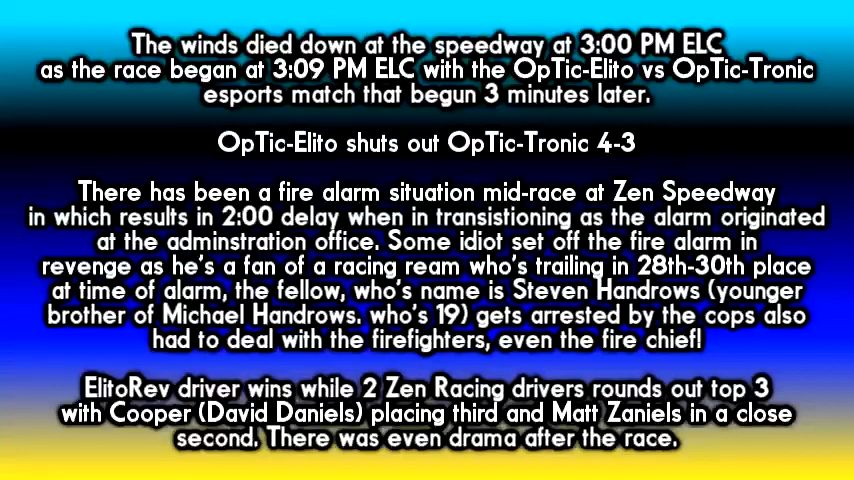 The winds died down at the speedway at 3:00 PM ELC
as the race began at 3:09 PM ELC with the OpTic-Elito vs OpTic-Tronic
esports match that begun 3 minutes later.
OpTic-Elito shuts out OpTic-Tronic 4-3
There has been a fire alarm situation mid-race at Zen Speedway
in which results in 2:00 delay when in transistioning as the alarm originated
at the adminstration office. Some idiot set off the fire alarm in
revenge as he's a fan of a racing ream who's trailing in 28th-30th place
at time of alarm, the fellow, who's name is Steven Handrows (younger
brother of Michael Handrows. who's 19) gets arrested by the cops also
had to deal with the firefighters, even the fire chief!
ElitoRev driver wins while 2 Zen Racing drivers rounds out top 3
with Cooper (David Daniels) placing third and Matt Zaniels in a close
second. There was even drama after the race.